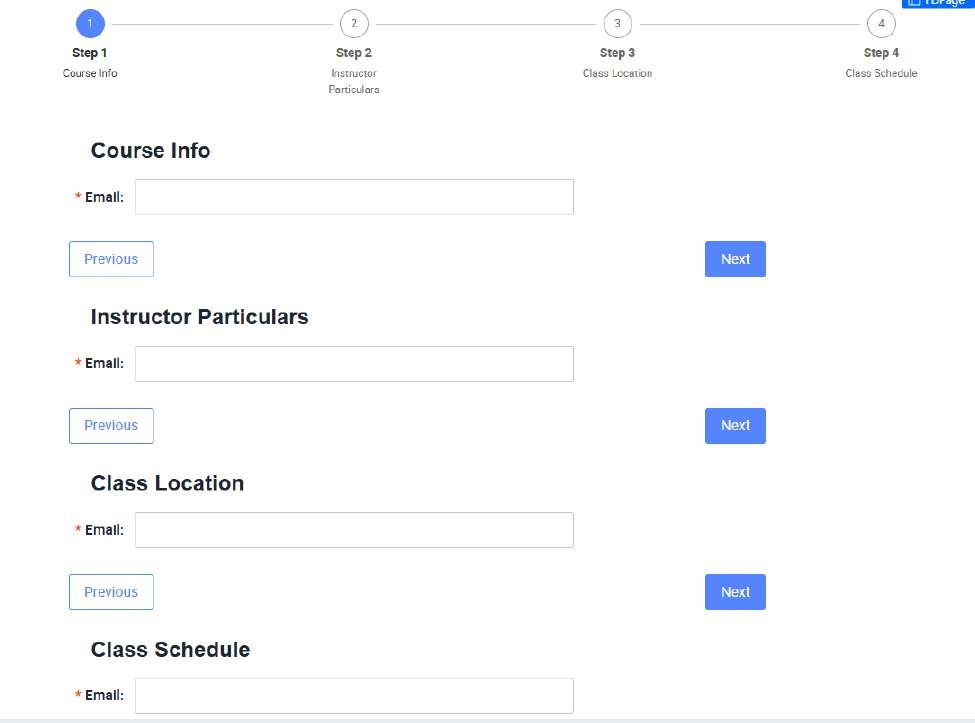 TDPage
1 2 3 4
Step 1 Step 2 Step 3 Step 4
Course Info Instructor Class Location Class Schedule
Particulars
Course Info
* Email:
Previous Next
Instructor Particulars
* Email:
Previous Next
Class Location
* Email:
Previous Next
Class Schedule
* Email: